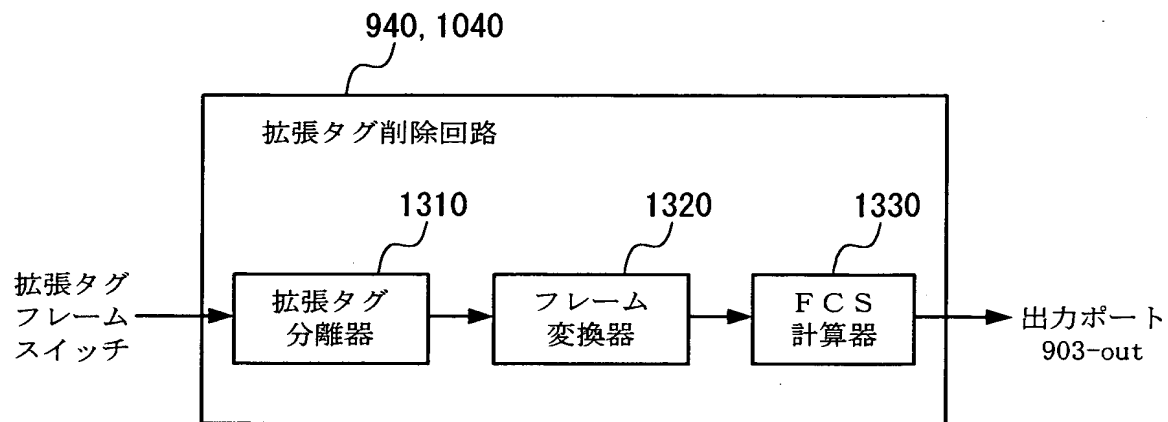 940, 1040
拡張タグ削除回路
1310
1320
1330
拡張タグ
フレーム
スイッチ
拡張タグ
分離器
フレーム
変換器
ＦＣＳ
計算器
出力ポート
903-out